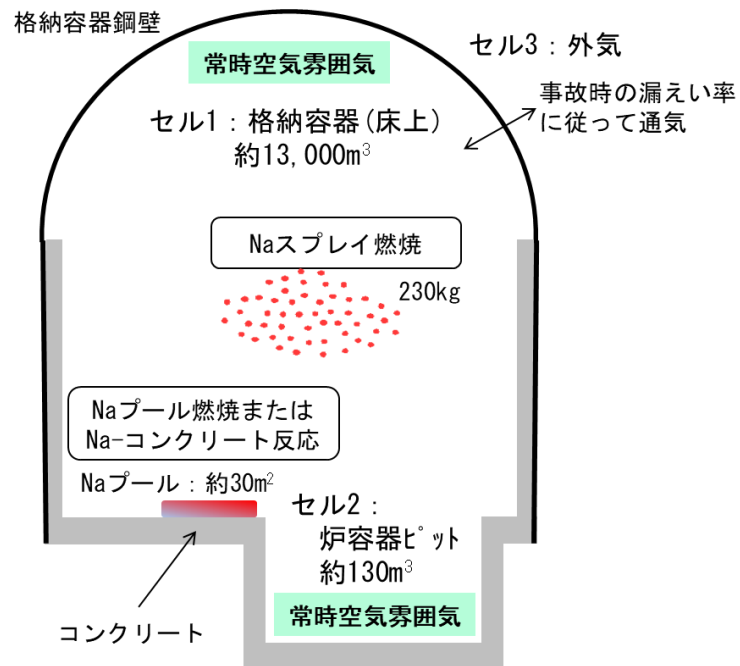 格納容器鋼壁
セル3：外気
常時空気雰囲気
事故時の漏えい率
に従って通気
セル1：格納容器(床上)
約13,000m³
Naスプレイ燃焼
230kg
Naプール燃焼または
Na-コンクリート反応
Naプール：約30m²
セル2：
炉容器ﾋﾟｯﾄ
約130m³
常時空気雰囲気
コンクリート